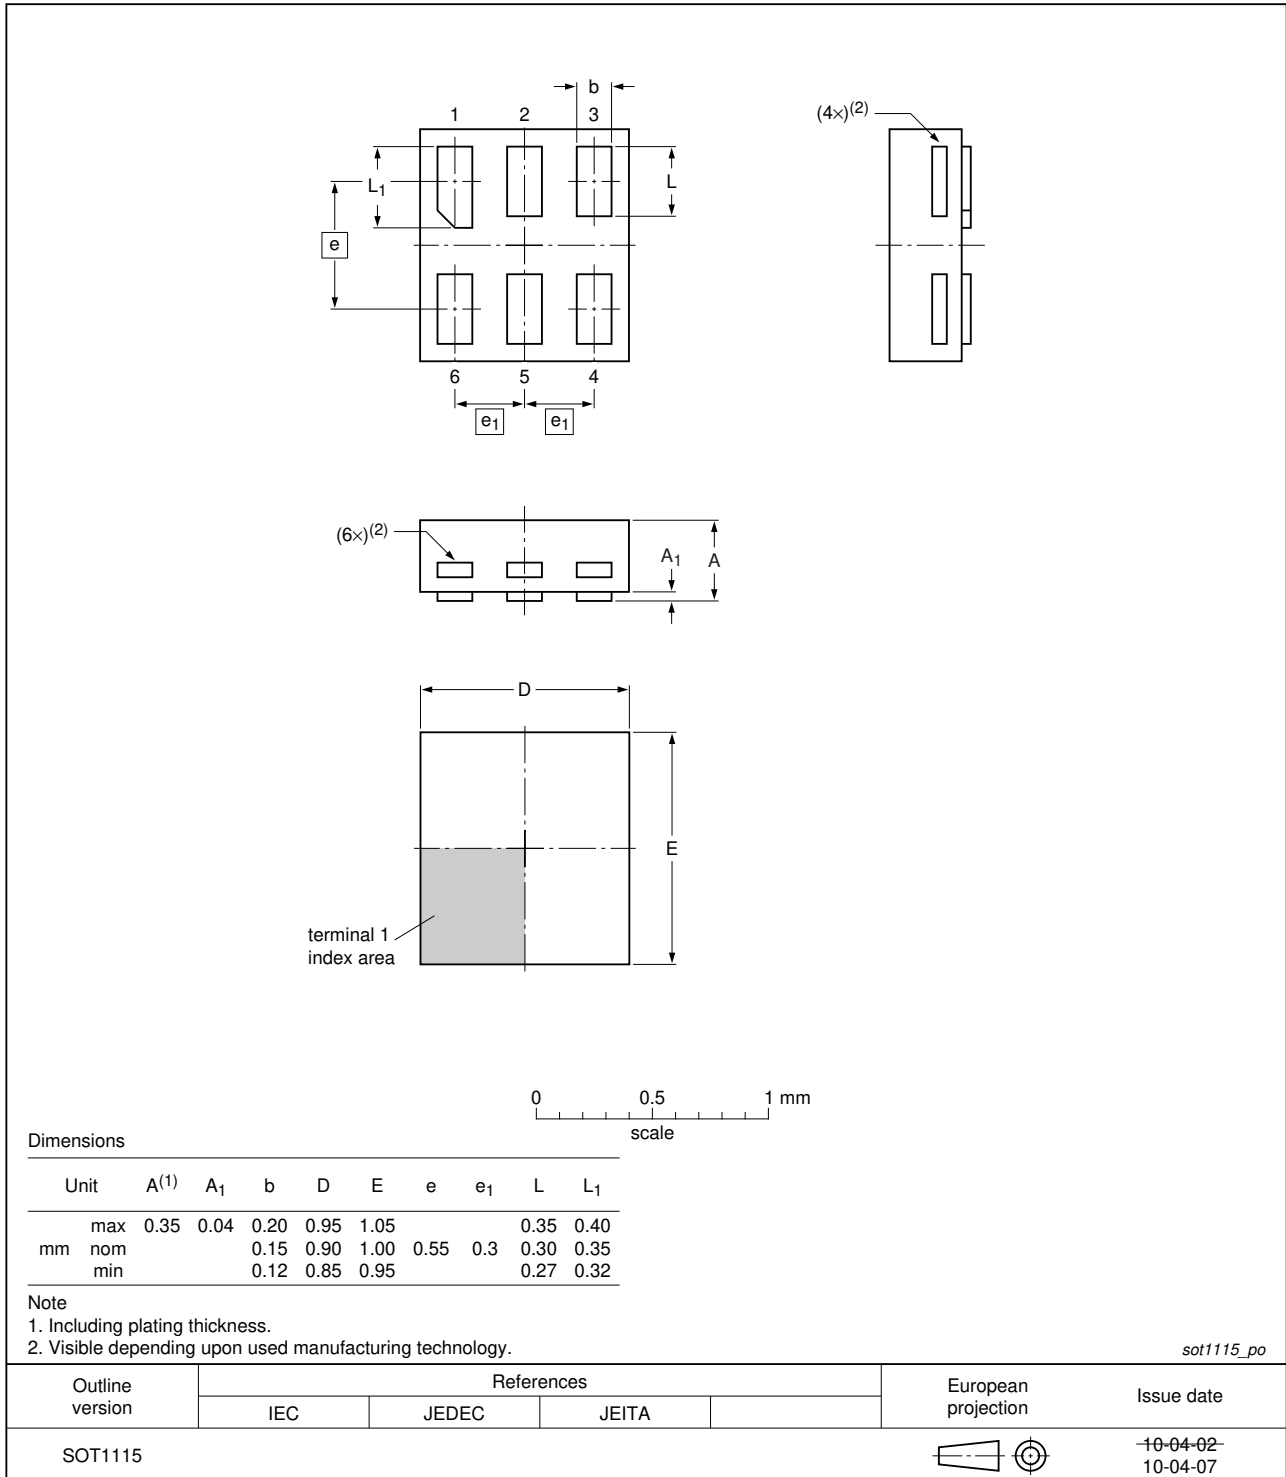 b
1 2 3
(4×)(2)
L1
L
e
6 5 4
e1 e1
(6×)(2)
A1 A
D
E
terminal 1
index area
0 0.5 1 mm
scale
Dimensions
Unit A(1) A1 b D E e e1 L L1
max 0.35 0.04 0.20 0.95 1.05 0.35 0.40
mm nom 0.15 0.90 1.00 0.55 0.3 0.30 0.35
min 0.12 0.85 0.95 0.27 0.32
Note
1. Including plating thickness.
2. Visible depending upon used manufacturing technology.
sot1115_po
Outline
version
References
IEC JEDEC JEITA
European
projection
Issue date
SOT1115
10-04-02
10-04-07